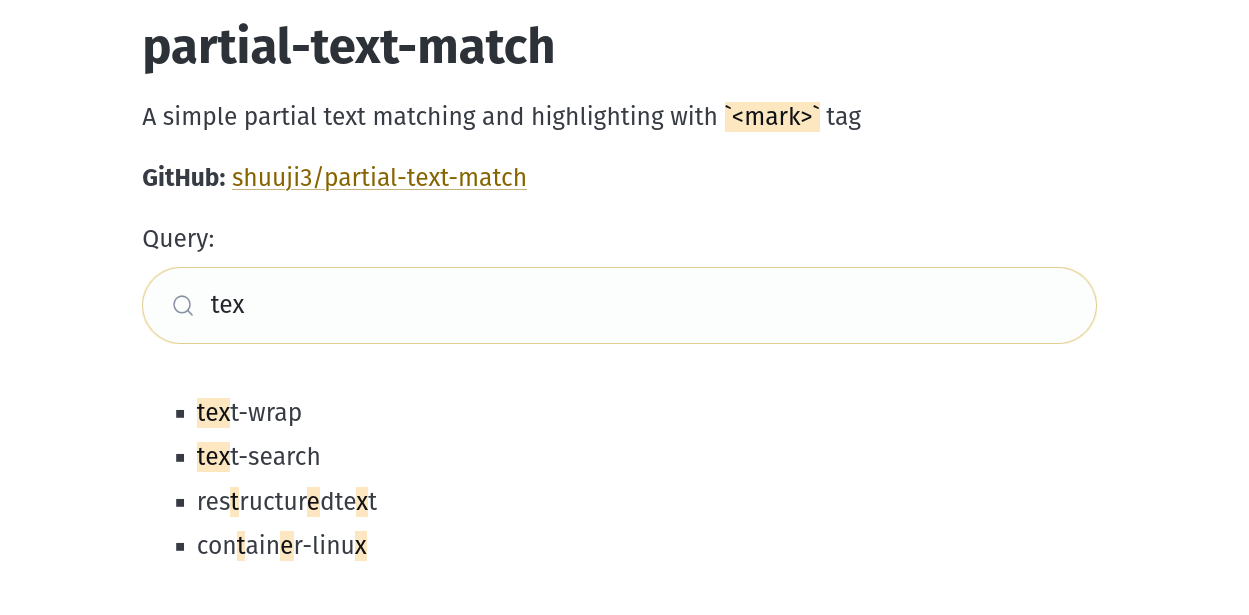 partial-text-match
A simple partial text matching and highlighting with `<mark>` tag
GitHub: shuuji3/partial-text-match
Query:
tex
text-wrap
text-search
restructuredtext
container-linux